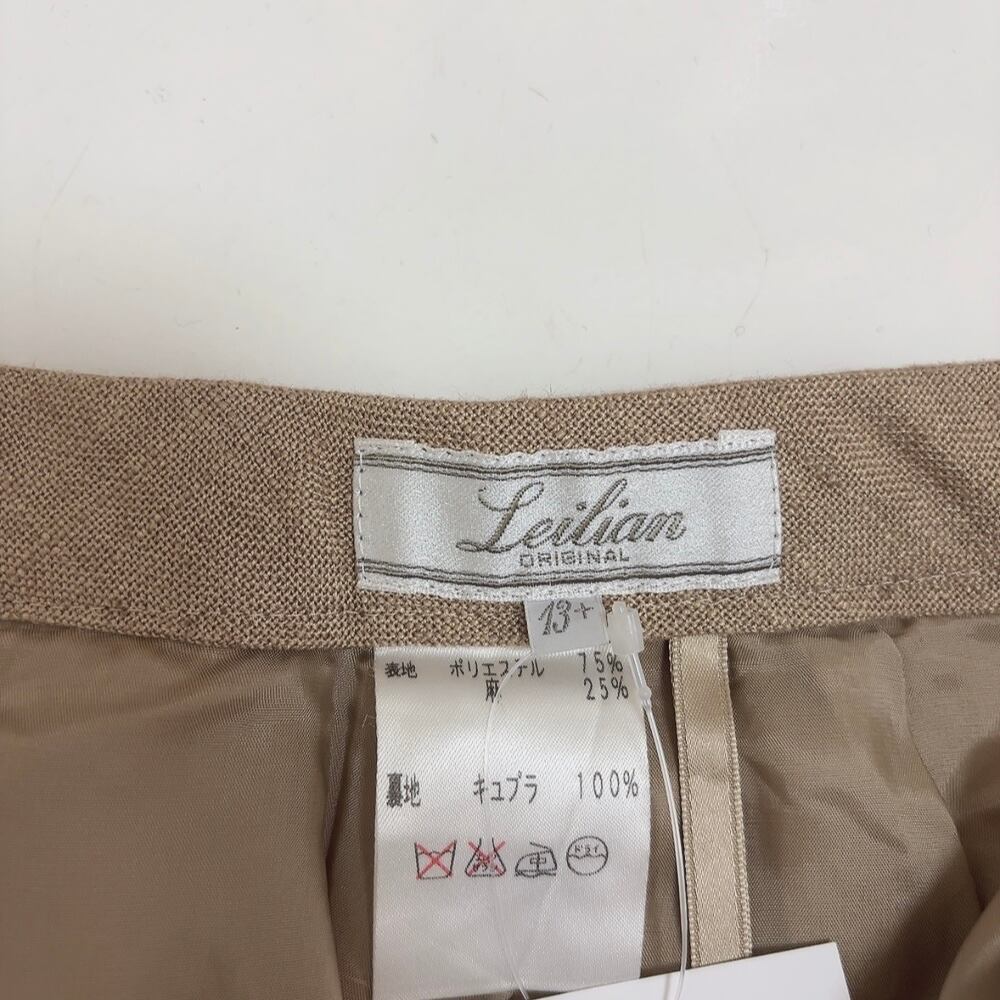 Leilian
ORIGINAL
13+
表地 ポリエステル 75%
麻 25%
裏地 キュプラ 100%
中 ドライ